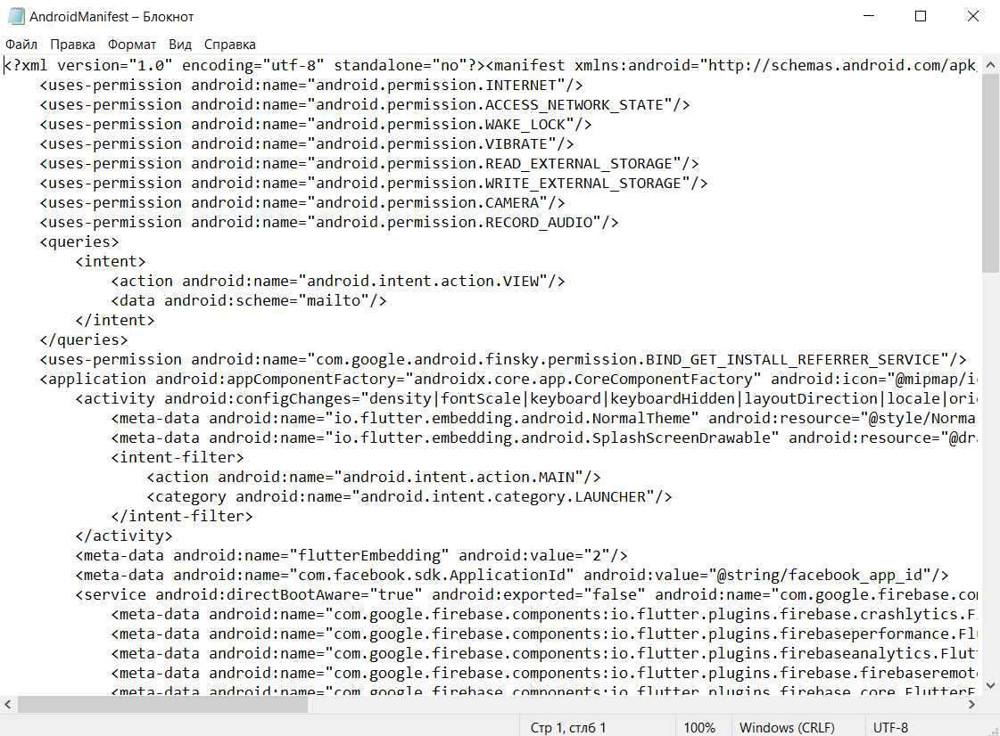 AndroidManifest – Блокнот
Файл Правка Формат Вид Справка
<?xml version="1.0" encoding="utf-8" standalone="no"?><manifest xmlns:android="http://schemas.android.com/apk
<uses-permission android:name="android.permission.INTERNET"/>
<uses-permission android:name="android.permission.ACCESS_NETWORK_STATE"/>
<uses-permission android:name="android.permission.WAKE_LOCK"/>
<uses-permission android:name="android.permission.VIBRATE"/>
<uses-permission android:name="android.permission.READ_EXTERNAL_STORAGE"/>
<uses-permission android:name="android.permission.WRITE_EXTERNAL_STORAGE"/>
<uses-permission android:name="android.permission.CAMERA"/>
<uses-permission android:name="android.permission.RECORD_AUDIO"/>
<queries>
<intent>
<action android:name="android.intent.action.VIEW"/>
<data android:scheme="mailto"/>
</intent>
</queries>
<uses-permission android:name="com.google.android.finsky.permission.BIND_GET_INSTALL_REFERRER_SERVICE"/>
<application android:appComponentFactory="androidx.core.app.CoreComponentFactory" android:icon="@mipmap/i
<activity android:configChanges="density|fontScale|keyboard|keyboardHidden|layoutDirection|locale|ori
<meta-data android:name="io.flutter.embedding.android.NormalTheme" android:resource="@style/Norma
<meta-data android:name="io.flutter.embedding.android.SplashScreenDrawable" android:resource="@dr
<intent-filter>
<action android:name="android.intent.action.MAIN"/>
<category android:name="android.intent.category.LAUNCHER"/>
</intent-filter>
</activity>
<meta-data android:name="flutterEmbedding" android:value="2"/>
<meta-data android:name="com.facebook.sdk.ApplicationId" android:value="@string/facebook_app_id"/>
<service android:directBootAware="true" android:exported="false" android:name="com.google.firebase.co
<meta-data android:name="com.google.firebase.components:io.flutter.plugins.firebase.crashlytics.F
<meta-data android:name="com.google.firebase.components:io.flutter.plugins.firebaseperformance.Fl
<meta-data android:name="com.google.firebase.components:io.flutter.plugins.firebaseanalytics.Flut
<meta-data android:name="com.google.firebase.components:io.flutter.plugins.firebase.firebaseremot
<meta-data android:name="com.google.firebase.components:io.flutter.plugins.firebase.core.FlutterF
Стр 1, стлб 1 100% Windows (CRLF) UTF-8